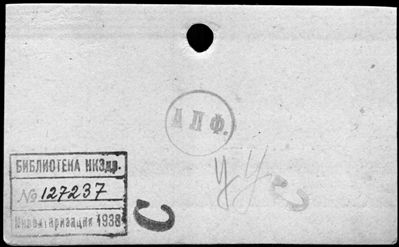 АПФ.
БИБЛИОТЕКА НКЗдр.
№ 127237
Инвентаризация 1938
С